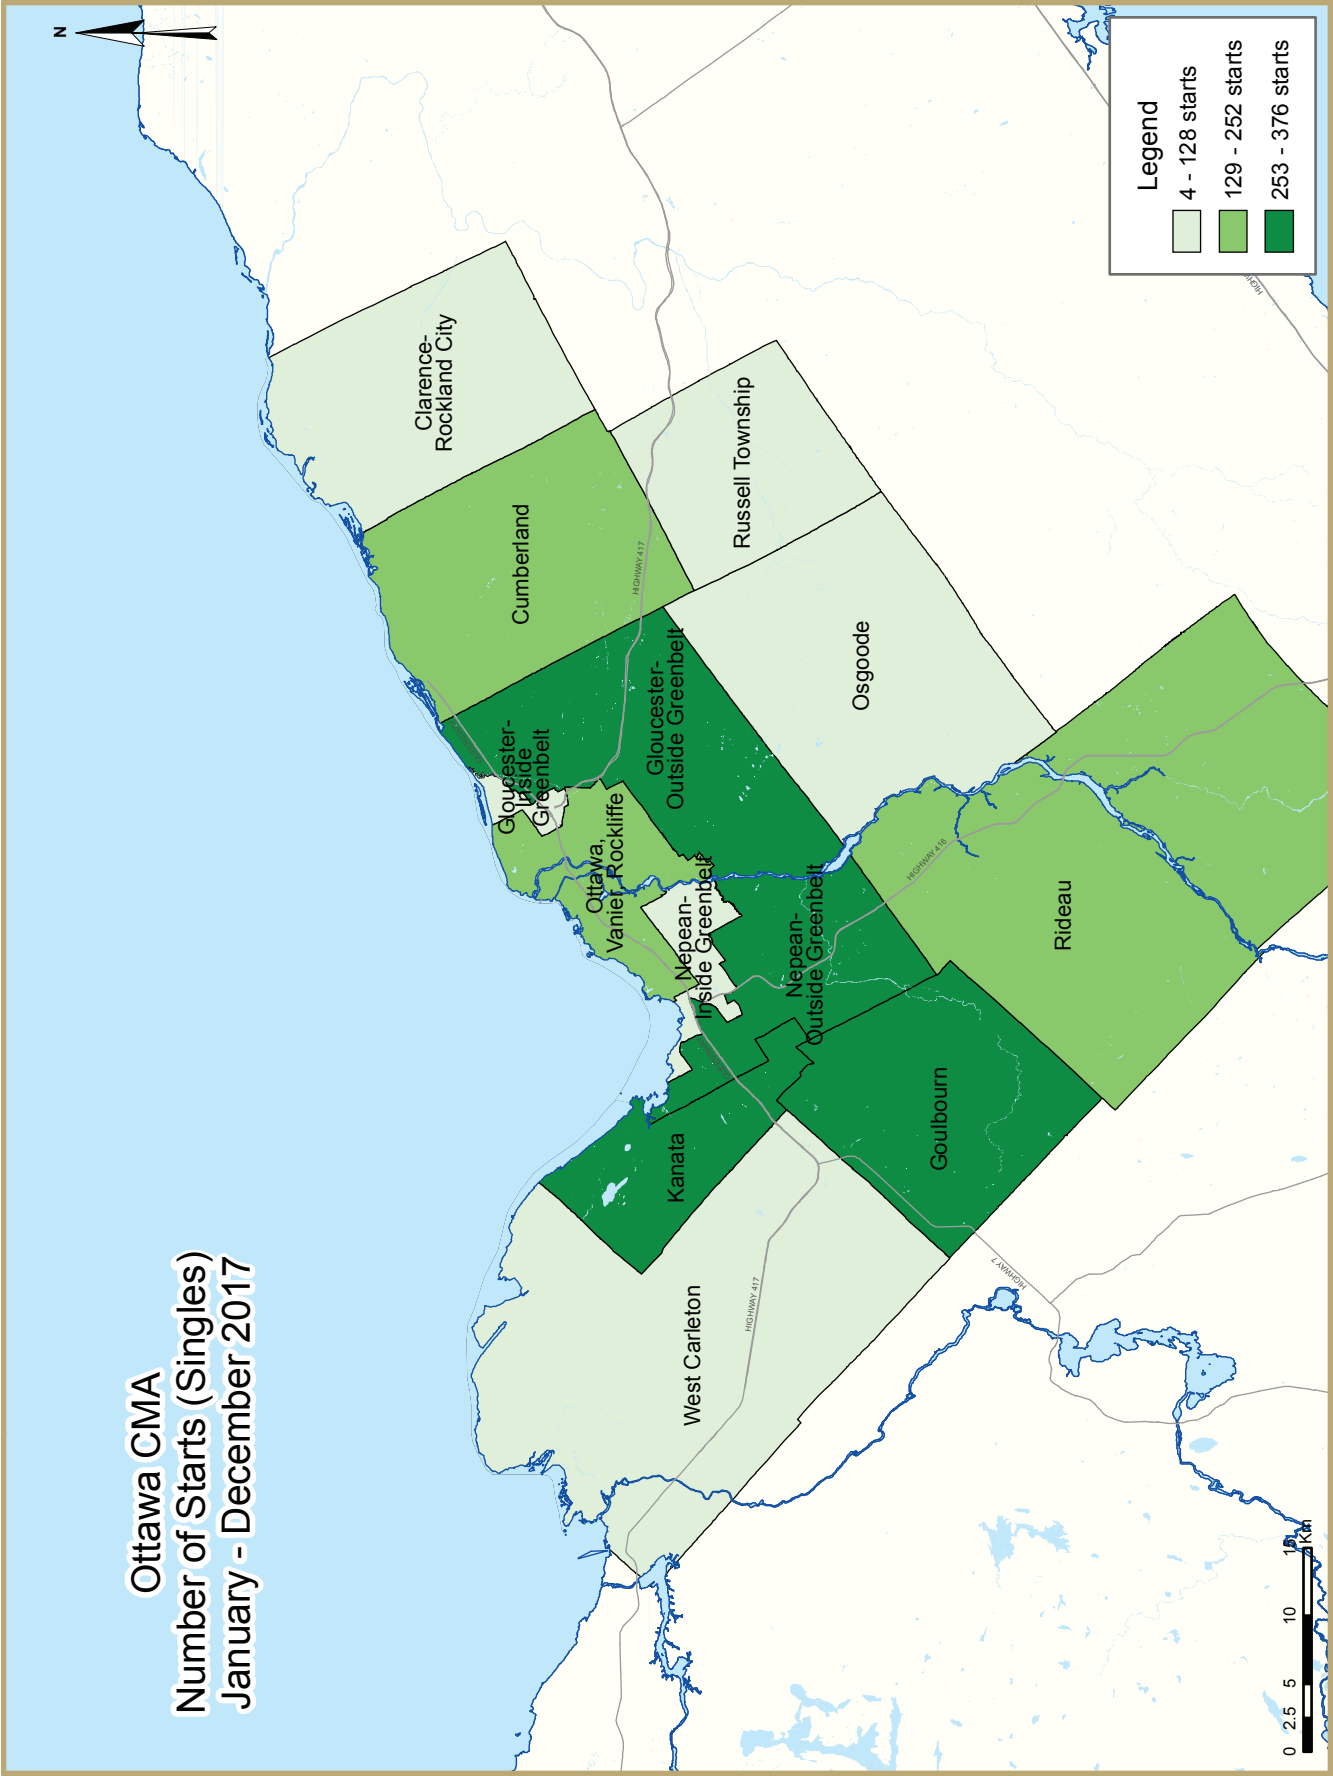 Ottawa CMA
Number of Starts (Singles)
January - December 2017
N
West Carleton
HIGHWAY 417
Kanata
Goulbourn
HIGHWAY 7
Nepean-
Inside Greenbelt
Nepean-
Outside Greenbelt
Ottawa,
Vanier, Rockliffe
Gloucester-
Inside
Greenbelt
Gloucester-
Outside Greenbelt
HIGHWAY 416
Rideau
Osgoode
Cumberland
HIGHWAY 417
Clarence-
Rockland City
Russell Township
Legend
4 - 128 starts
129 - 252 starts
253 - 376 starts
0 2.5 5 10 15
Km